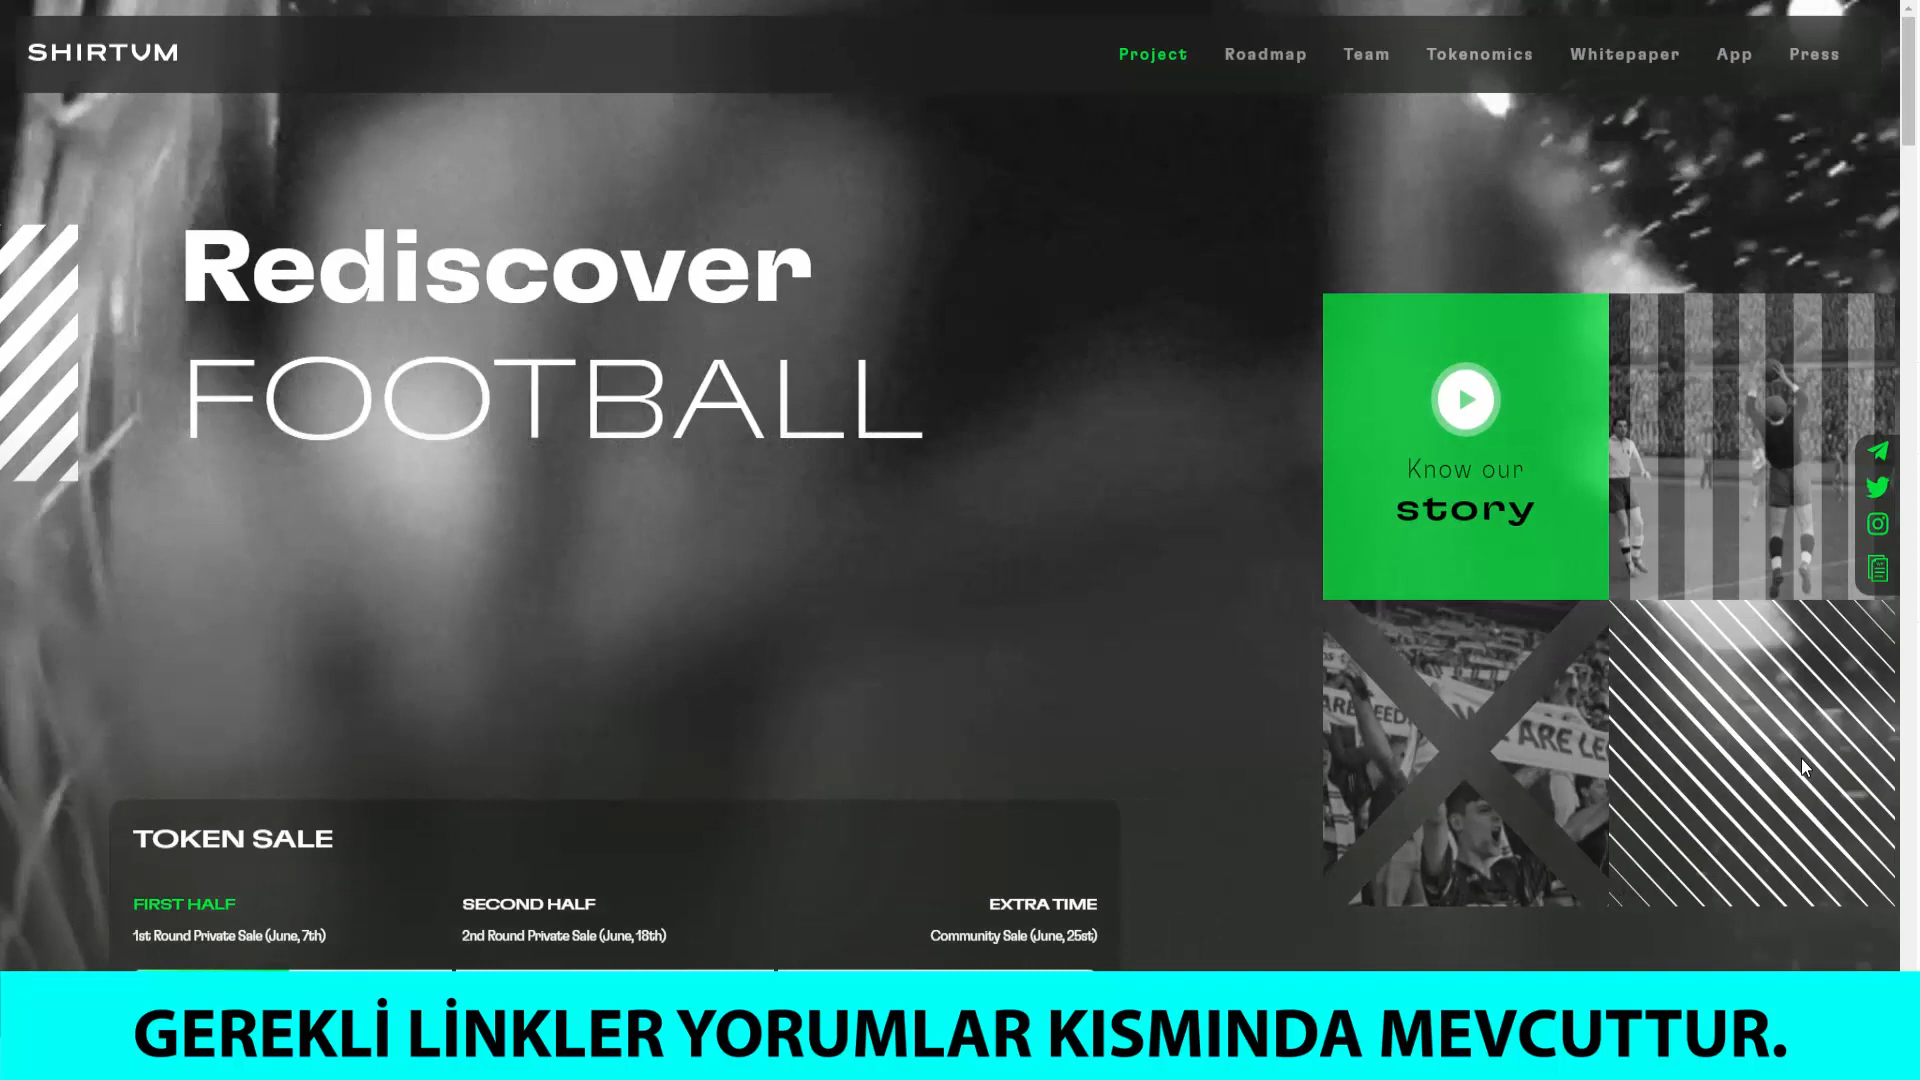 SHIRTUM
Project Roadmap Team Tokenomics Whitepaper App Press
Rediscover
FOOTBALL
Know our
story
ARE LE
TOKEN SALE
FIRST HALF SECOND HALF EXTRA TIME
1st Round Private Sale (June, 7th) 2nd Round Private Sale (June, 18th) Community Sale (June, 25st)
GEREKLİ LİNKLER YORUMLAR KISMINDA MEVCUTTUR.